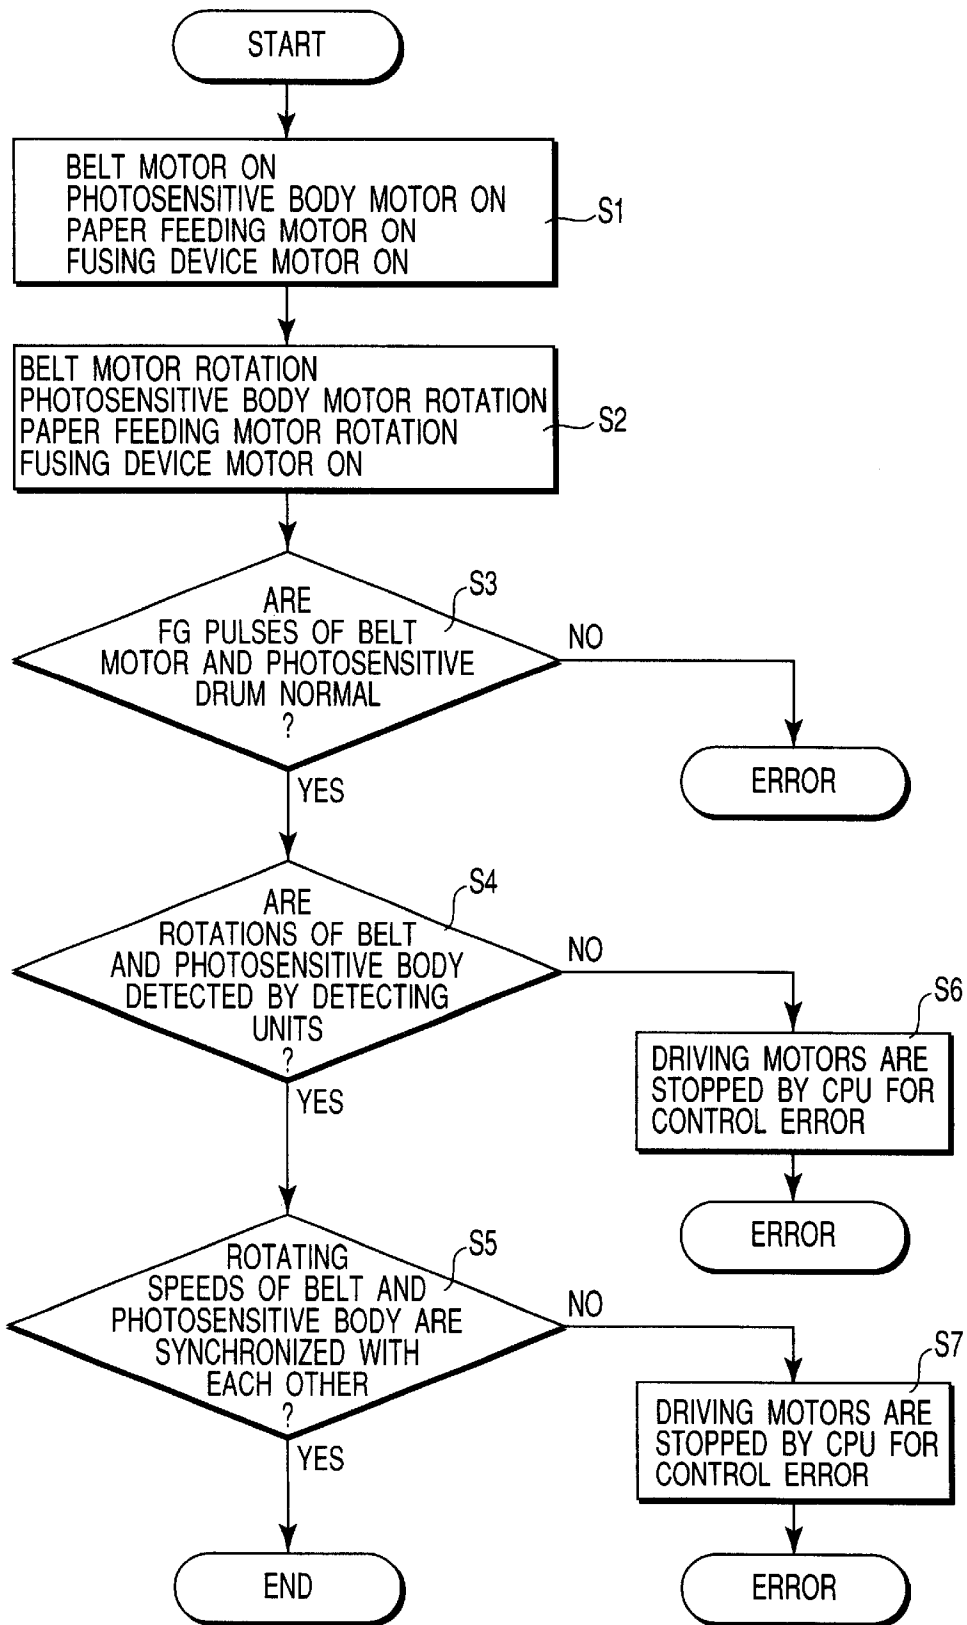 START
BELT MOTOR ON
PHOTOSENSITIVE BODY MOTOR ON
PAPER FEEDING MOTOR ON
FUSING DEVICE MOTOR ON
S1
BELT MOTOR ROTATION
PHOTOSENSITIVE BODY MOTOR ROTATION
PAPER FEEDING MOTOR ROTATION
FUSING DEVICE MOTOR ON
S2
ARE
FG PULSES OF BELT
MOTOR AND PHOTOSENSITIVE
DRUM NORMAL
?
S3
NO
ERROR
YES
ARE
ROTATIONS OF BELT
AND PHOTOSENSITIVE BODY
DETECTED BY DETECTING
UNITS
?
S4
NO
S6
DRIVING MOTORS ARE
STOPPED BY CPU FOR
CONTROL ERROR
ERROR
YES
ROTATING
SPEEDS OF BELT AND
PHOTOSENSITIVE BODY ARE
SYNCHRONIZED WITH
EACH OTHER
?
S5
NO
S7
DRIVING MOTORS ARE
STOPPED BY CPU FOR
CONTROL ERROR
ERROR
YES
END